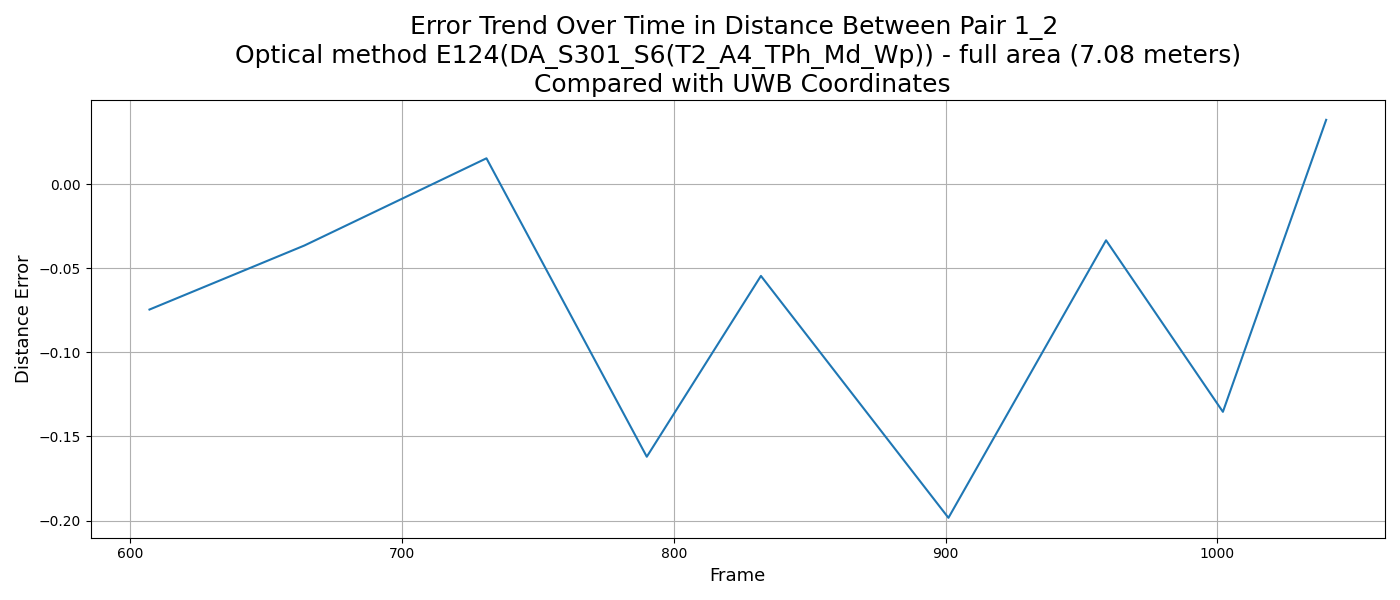 Error Trend Over Time in Distance Between Pair 1_2
Optical method E124(DA_S301_S6(T2_A4_TPh_Md_Wp)) - full area (7.08 meters)
Compared with UWB Coordinates
Distance Error
0.00
−0.05
−0.10
−0.15
−0.20
600 700 800 900 1000
Frame